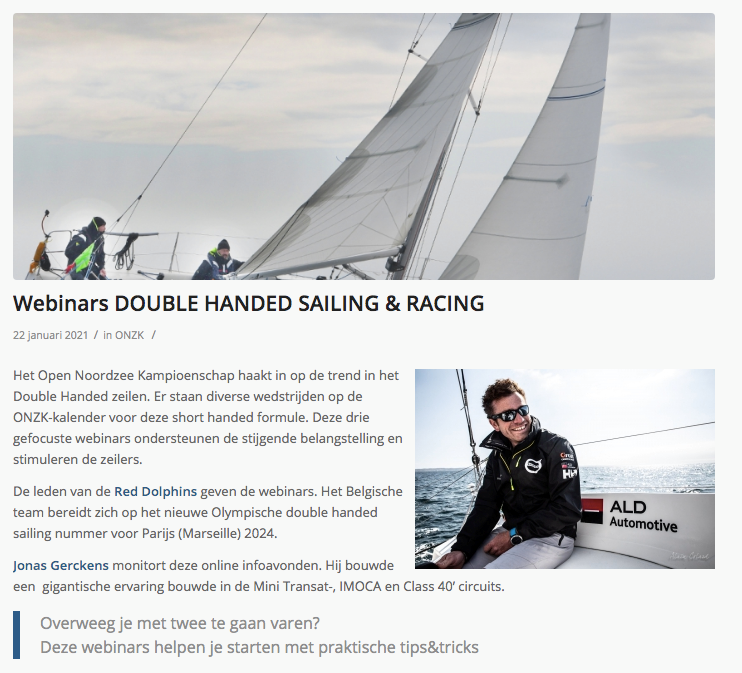 Webinars DOUBLE HANDED SAILING & RACING
22 januari 2021 / in ONZK /
Het Open Noordzee Kampioenschap haakt in op de trend in het
Double Handed zeilen. Er staan diverse wedstrijden op de
ONZK-kalender voor deze short handed formule. Deze drie
gefocuste webinars ondersteunen de stijgende belangstelling en
stimuleren de zeilers.
De leden van de Red Dolphins geven de webinars. Het Belgische
team bereidt zich op het nieuwe Olympische double handed
sailing nummer voor Parijs (Marseille) 2024.
Jonas Gerckens monitort deze online infoavonden. Hij bouwde
een gigantische ervaring bouwde in de Mini Transat-, IMOCA en Class 40’ circuits.
HH
ALD
Automotive
Overweeg je met twee te gaan varen?
Deze webinars helpen je starten met praktische tips&tricks